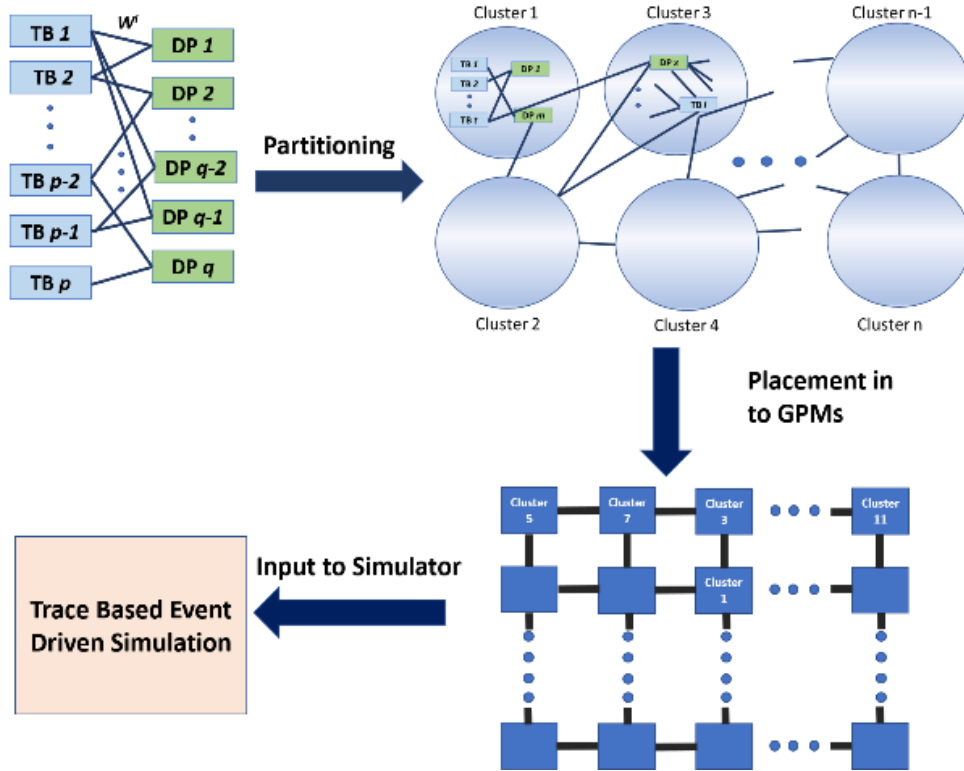 TB 1
W^i
DP 1
TB 2
DP 2
TB p-2
DP q-2
TB p-1
DP q-1
TB p
DP q
Partitioning
Cluster 1
Cluster 3
Cluster n-1
TB 1
TB 2
TB t
DP m
DP x
Cluster 2
Cluster 4
Cluster n
Placement in
to GPMs
Cluster
5
Cluster
7
Cluster
3
Cluster
11
Cluster
1
Input to Simulator
Trace Based Event
Driven Simulation